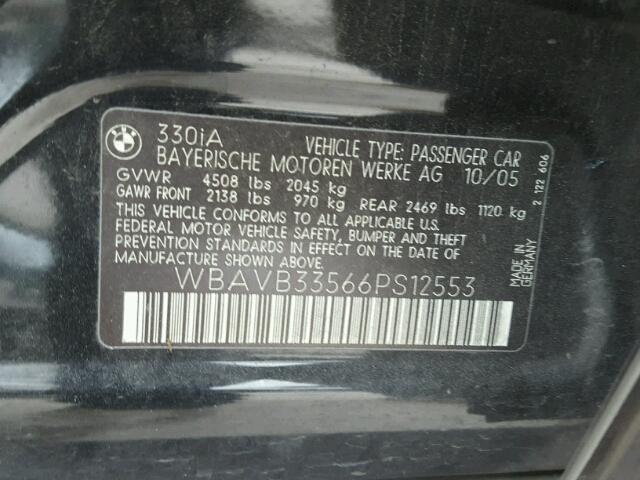 BMW
330iA VEHICLE TYPE: PASSENGER CAR
BAYERISCHE MOTOREN WERKE AG 10/05
GVWR 4508 lbs 2045 kg
GAWR FRONT 2138 lbs 970 kg REAR 2469 lbs 1120 kg
THIS VEHICLE CONFORMS TO ALL APPLICABLE U.S.
FEDERAL MOTOR VEHICLE SAFETY, BUMPER AND THEFT
PREVENTION STANDARDS IN EFFECT ON THE DATE OF
MANUFACTURE SHOWN ABOVE.
WBAVB33566PS12553
MADE IN
GERMANY
2 122 606